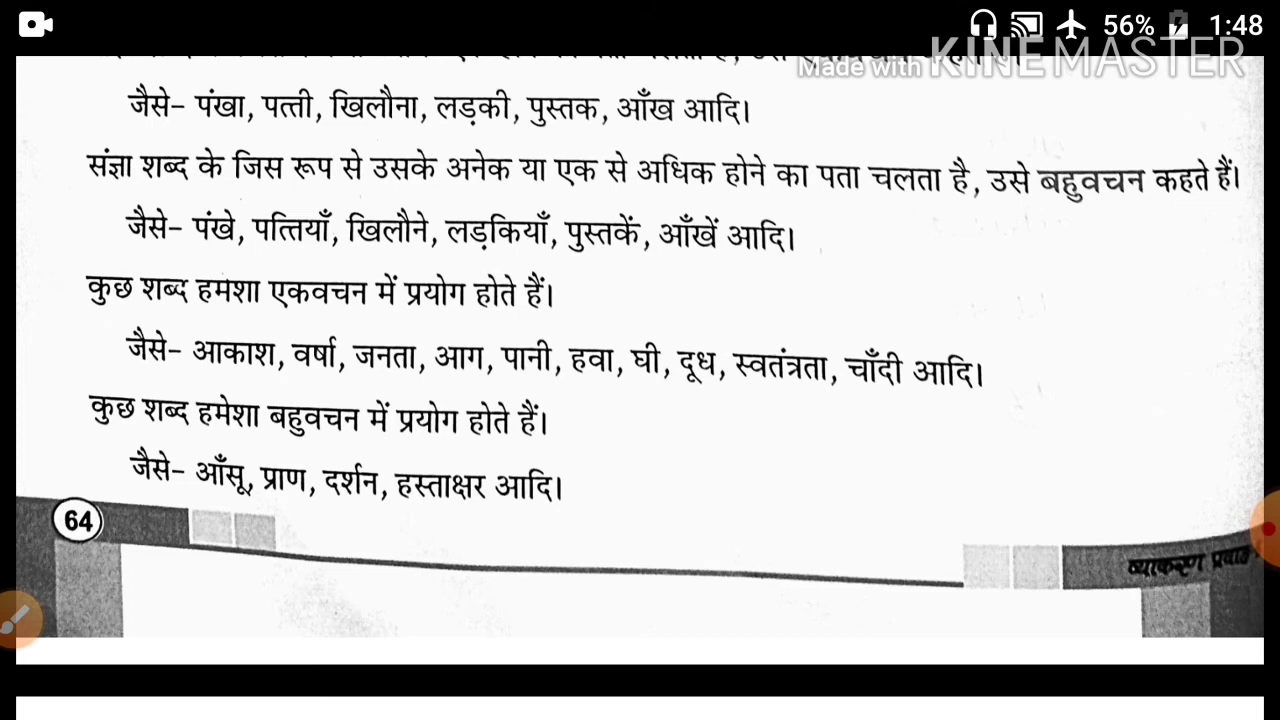 56% 1:48
Made with KINEMASTER
जैसे- पंखा, पत्ती, खिलौना, लड़की, पुस्तक, आँख आदि।
संज्ञा शब्द के जिस रूप से उसके अनेक या एक से अधिक होने का पता चलता है, उसे बहुवचन कहते हैं।
जैसे- पंखे, पत्तियाँ, खिलौने, लड़कियाँ, पुस्तकें, आँखें आदि।
कुछ शब्द हमशा एकवचन में प्रयोग होते हैं।
जैसे- आकाश, वर्षा, जनता, आग, पानी, हवा, घी, दूध, स्वतंत्रता, चाँदी आदि।
कुछ शब्द हमेशा बहुवचन में प्रयोग होते हैं।
जैसे- आँसू, प्राण, दर्शन, हस्ताक्षर आदि।
64
व्याकरण